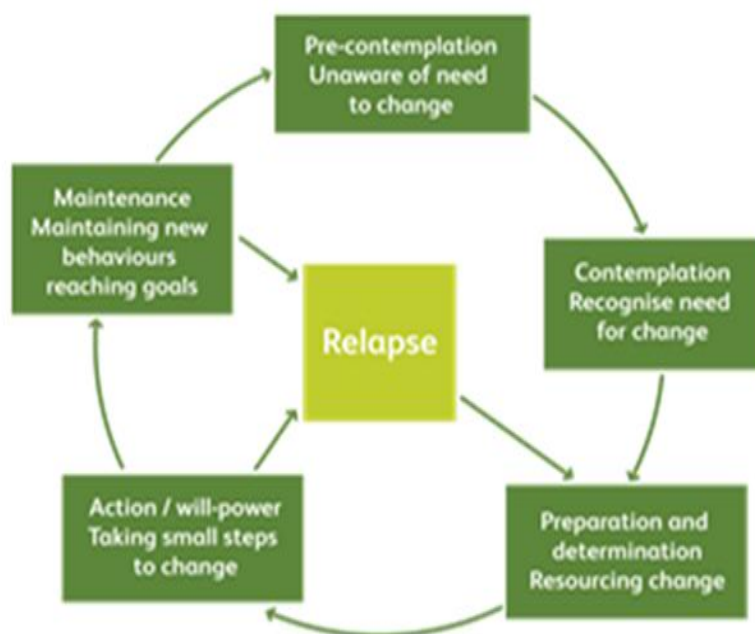 Pre-contemplation
Unaware of need
to change
Contemplation
Recognise need
for change
Preparation and
determination
Resourcing change
Action / will-power
Taking small steps
to change
Maintenance
Maintaining new
behaviours
reaching goals
Relapse